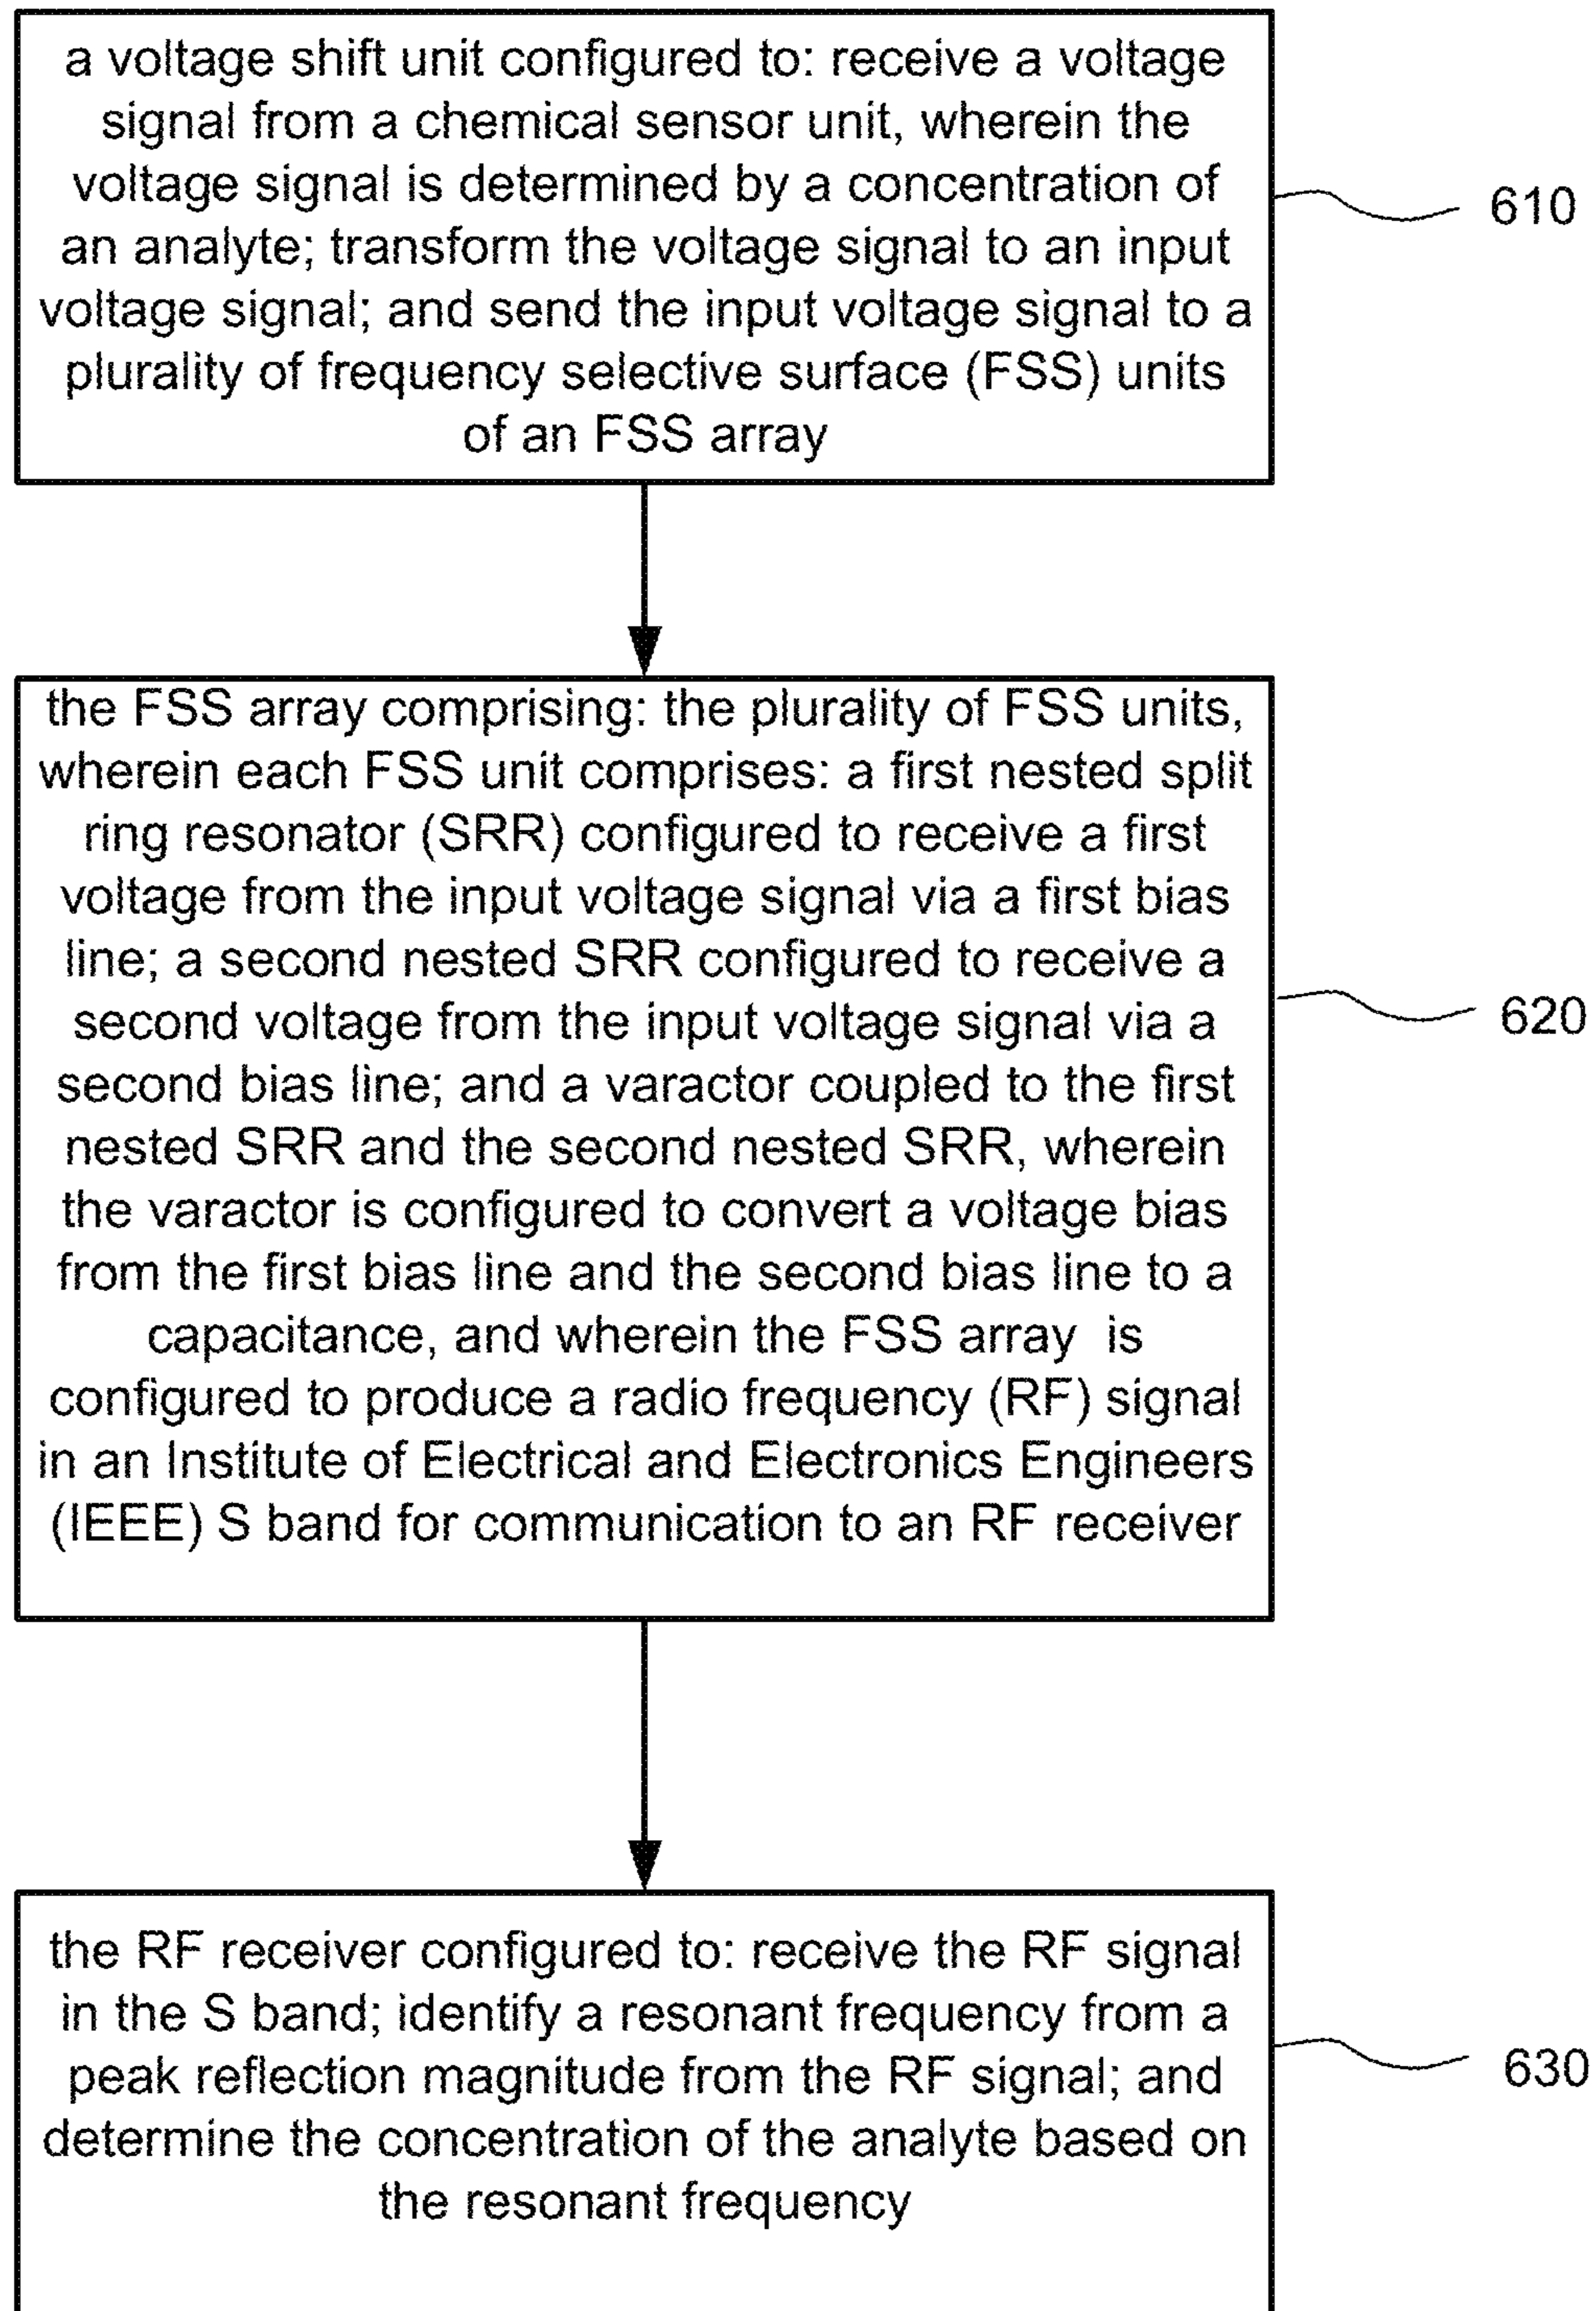 a voltage shift unit configured to: receive a voltage
signal from a chemical sensor unit, wherein the
voltage signal is determined by a concentration of
an analyte; transform the voltage signal to an input
voltage signal; and send the input voltage signal to a
plurality of frequency selective surface (FSS) units
of an FSS array
610
the FSS array comprising: the plurality of FSS units,
wherein each FSS unit comprises: a first nested split
ring resonator (SRR) configured to receive a first
voltage from the input voltage signal via a first bias
line; a second nested SRR configured to receive a
second voltage from the input voltage signal via a
second bias line; and a varactor coupled to the first
nested SRR and the second nested SRR, wherein
the varactor is configured to convert a voltage bias
from the first bias line and the second bias line to a
capacitance, and wherein the FSS array is
configured to produce a radio frequency (RF) signal
in an Institute of Electrical and Electronics Engineers
(IEEE) S band for communication to an RF receiver
620
the RF receiver configured to: receive the RF signal
in the S band; identify a resonant frequency from a
peak reflection magnitude from the RF signal; and
determine the concentration of the analyte based on
the resonant frequency
630